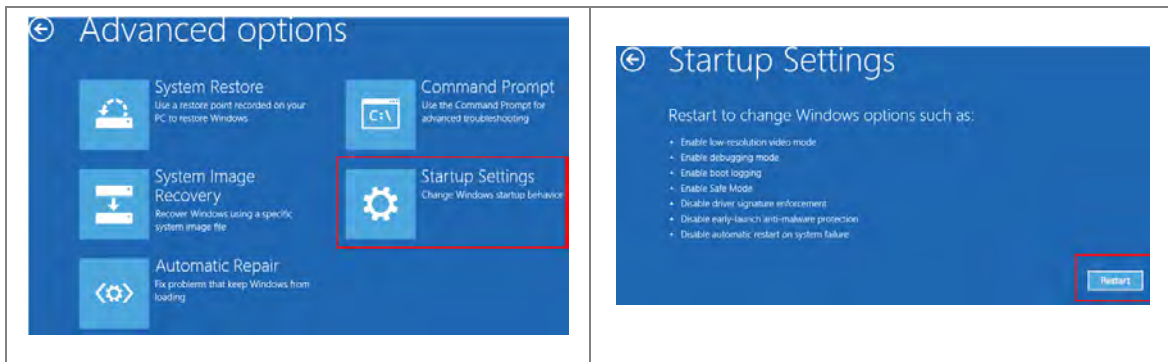 Advanced options
System Restore
Use a restore point recorded on your
PC to restore Windows
Command Prompt
Use the Command Prompt for
advanced troubleshooting
C:\
System Image
Recovery
Recover Windows using a specific
system image file
Startup Settings
Change Windows startup behavior
Automatic Repair
Fix problems that keep Windows from
loading
Startup Settings
Restart to change Windows options such as:
• Enable low-resolution video mode
• Enable debugging mode
• Enable boot logging
• Enable Safe Mode
• Disable driver signature enforcement
• Disable early-launch anti-malware protection
• Disable automatic restart on system failure
Restart